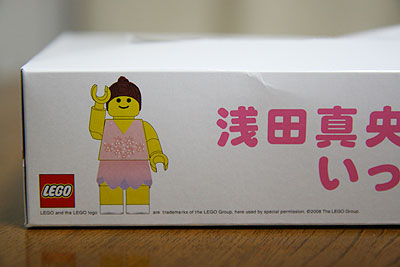 浅田真央
いっ
LEGO
LEGO and the LEGO logo are trademarks of the LEGO Group, here used by special permission. ©2008 The LEGO Group.